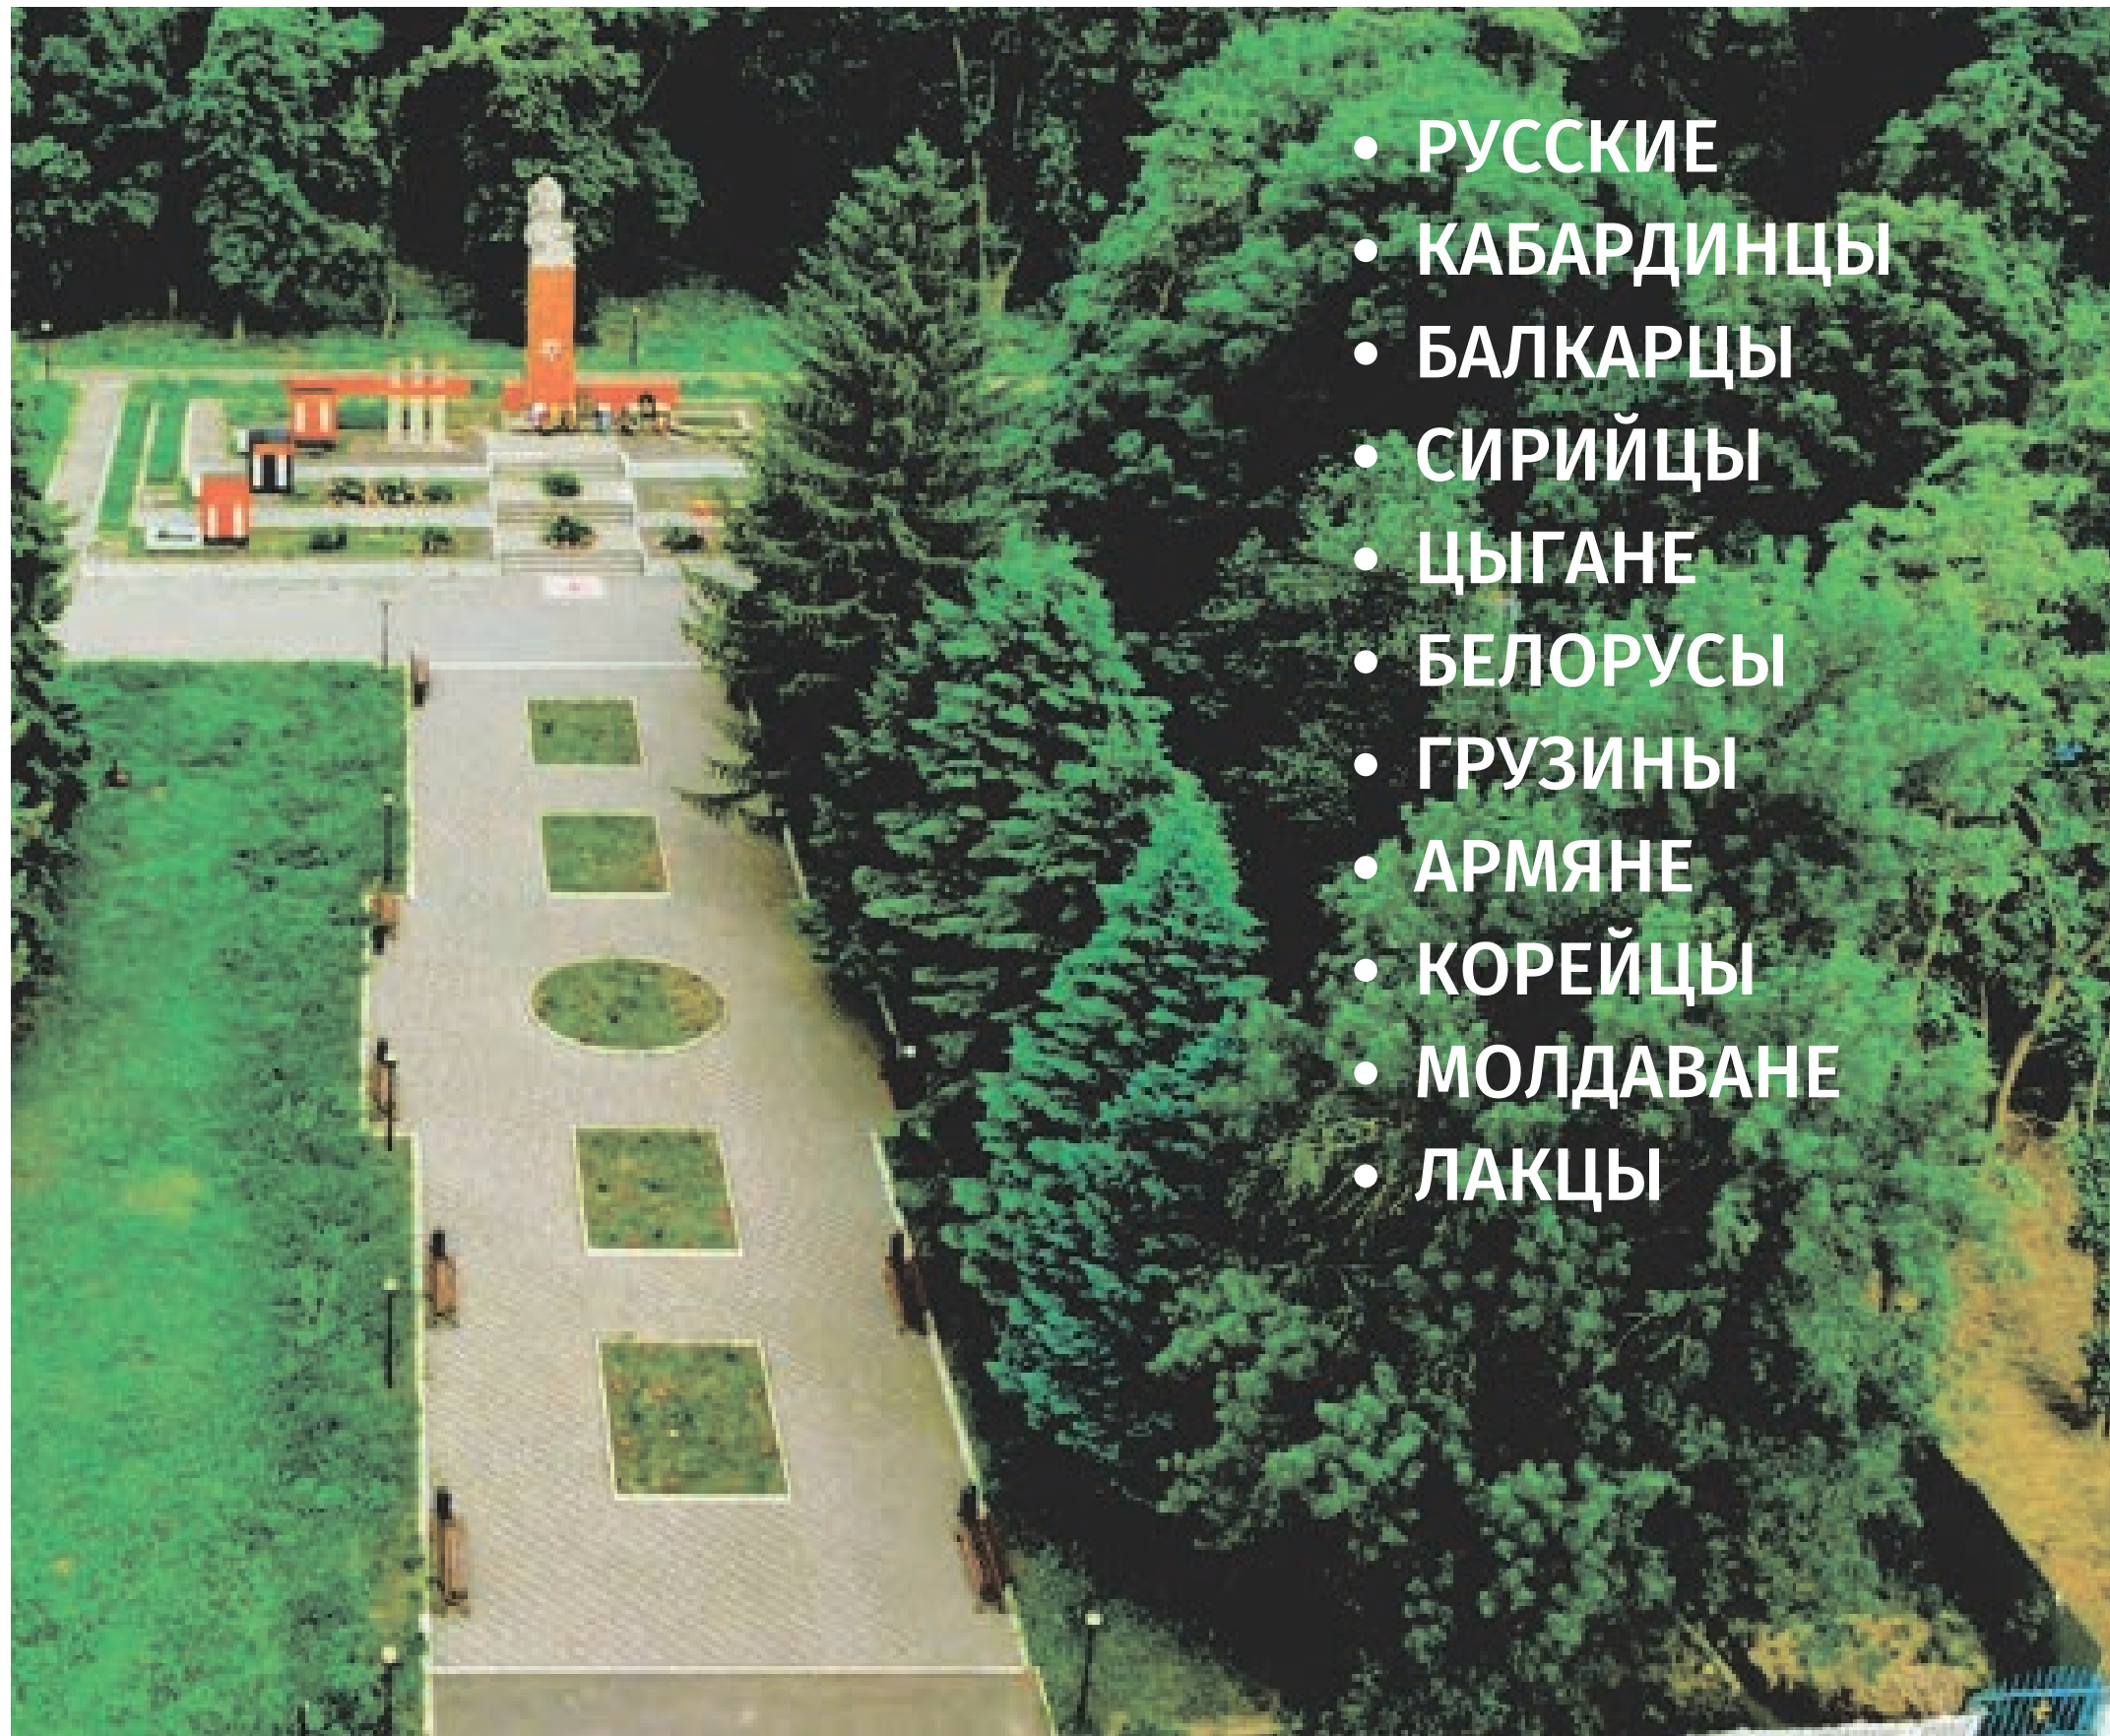 • РУССКИЕ
• КАБАРДИНЦЫ
• БАЛКАРЦЫ
• СИРИЙЦЫ
• ЦЫГАНЕ
• БЕЛОРУСЫ
• ГРУЗИНЫ
• АРМЯНЕ
• КОРЕЙЦЫ
• МОЛДАВАНЕ
• ЛАКЦЫ